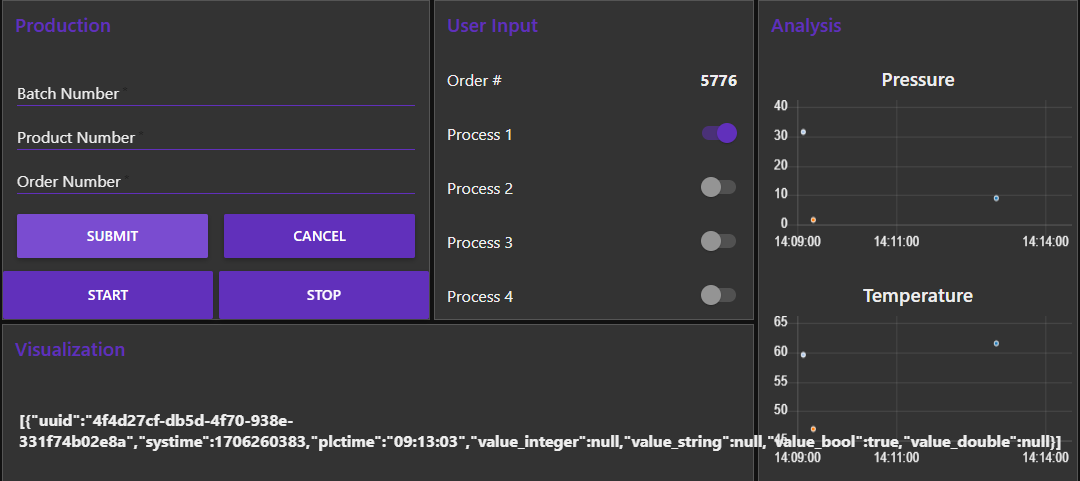 Production
Batch Number *
Product Number *
Order Number *
SUBMIT CANCEL
START STOP
User Input
Order # 5776
Process 1
Process 2
Process 3
Process 4
Visualization
[{"uuid":"4f4d27cf-db5d-4f70-938e-
331f74b02e8a","systime":1706260383,"plctime":"09:13:03","value_integer":null,"value_string":null,"value_bool":true,"value_double":null}]
Analysis
Pressure
40
30
20
10
0
14:09:00 14:11:00 14:14:00
Temperature
65
60
55
50
45
14:09:00 14:11:00 14:14:00